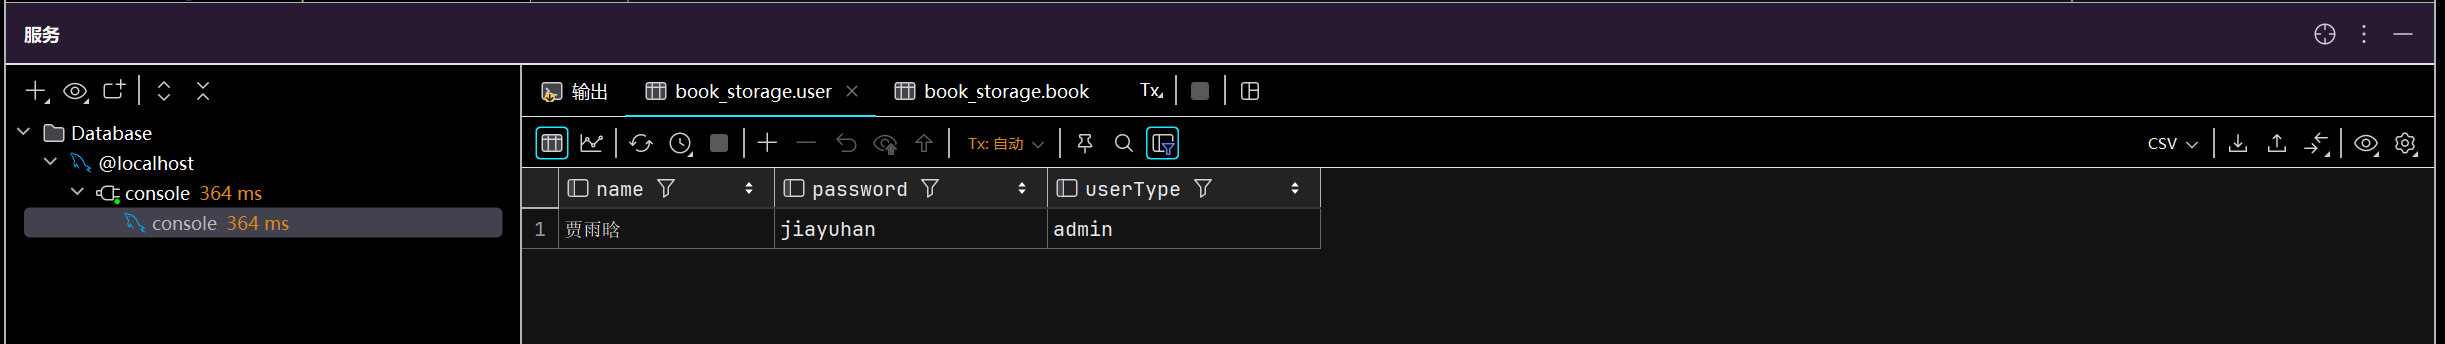 服务
输出 book_storage.user book_storage.book Tx
Database
@localhost
console 364 ms
console 364 ms
Tx: 自动 CSV
name password userType
1 贾雨晗 jiayuhan admin